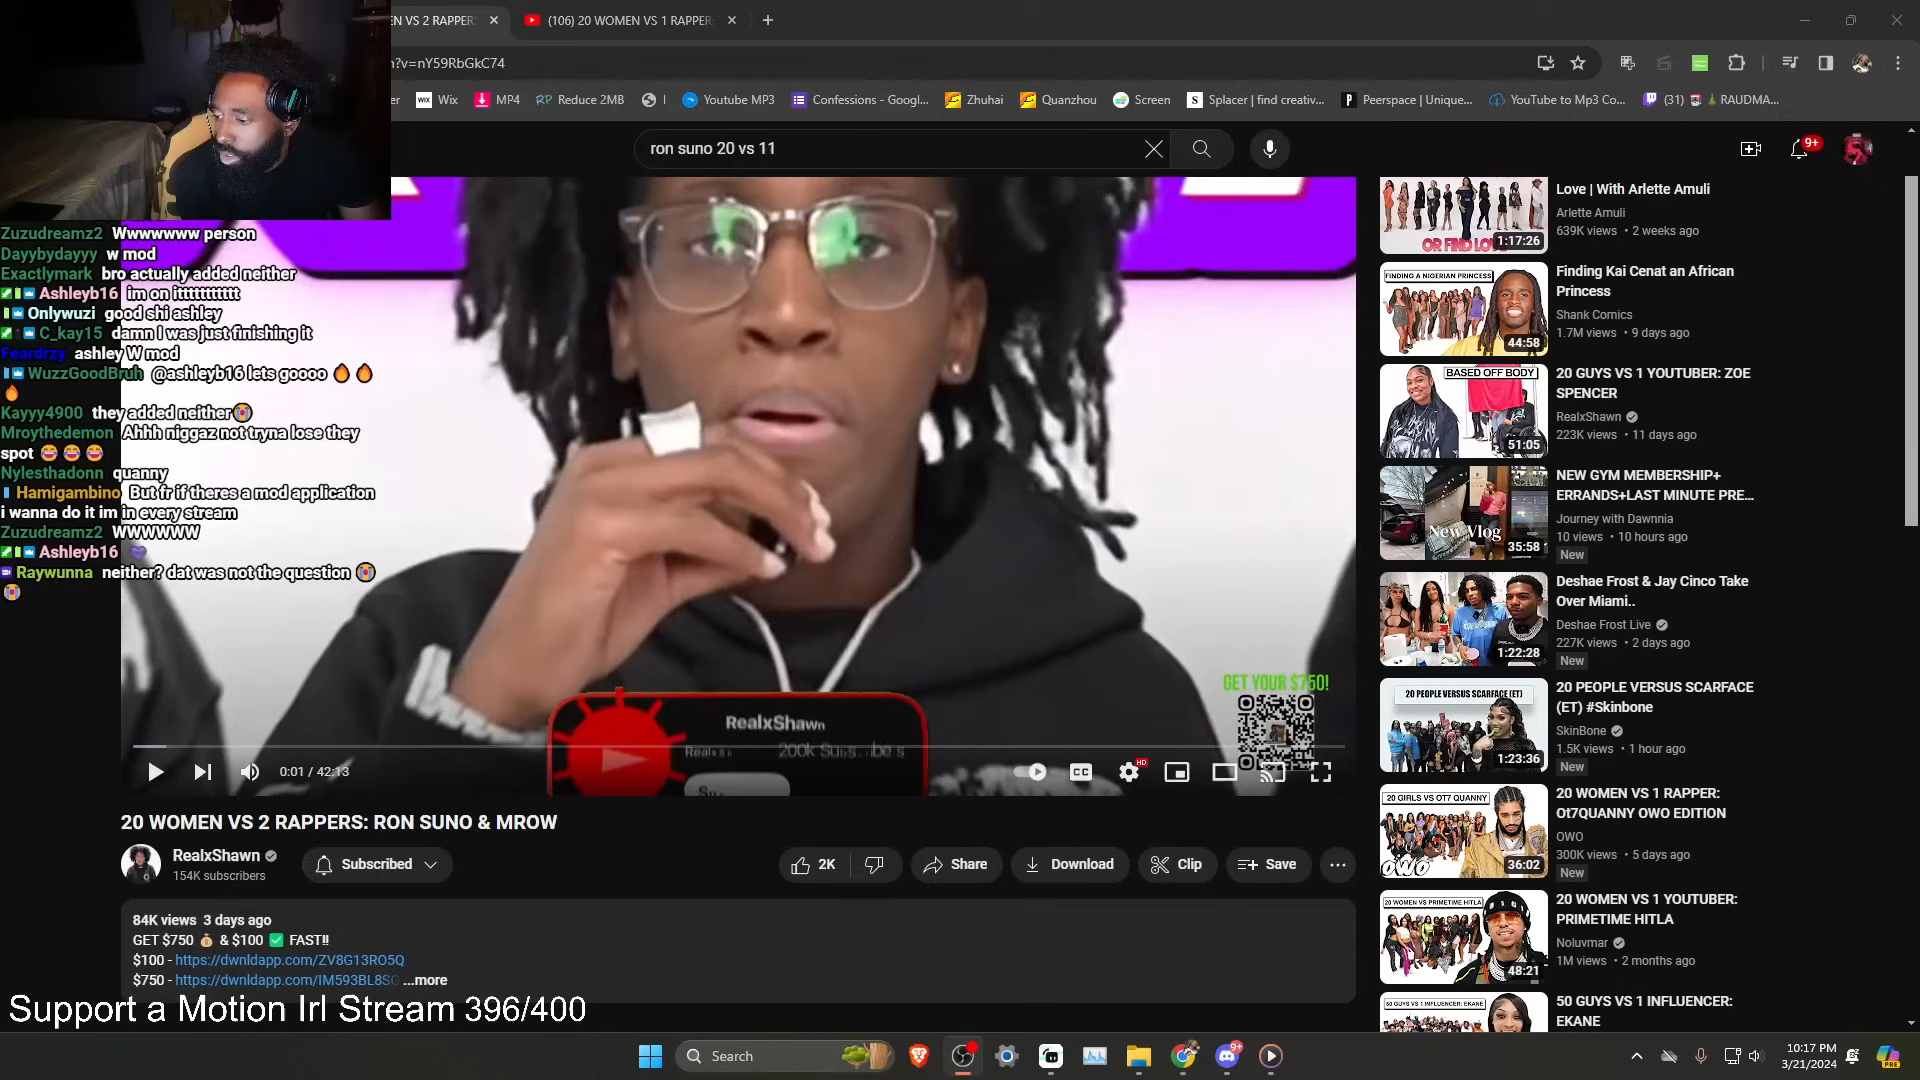 EN VS 2 RAPPER
(106) 20 WOMEN VS 1 RAPPER
?v=nY59RbGkC74
Wix
MP4
Reduce 2MB
Youtube MP3
Confessions - Googl...
Zhuhai
Quanzhou
Screen
Splacer | find creativ...
Peerspace | Unique...
YouTube to Mp3 Co...
(31)
RAUDMA...
ron suno 20 vs 11
9+
Zuzudreamz2 Wwwwwww person
Dayybydayyy w mod
Exactlymark bro actually added neither
Ashleyb16 im on itttttttttttt
Onlywuzi good shi ashley
C_kay15 damn I was just finishing it
Feardrzy ashley W mod
WuzzGoodBruh @ashleyb16 lets goooo 🔥 🔥
🔥
Kayyy4900 they added neither😭
Mroythedemon Ahhh niggaz not tryna lose they
spot 😂 😂 😂
Nylesthadonn quanny
Hamigambino But fr if theres a mod application
i wanna do it im in every stream
Zuzudreamz2 WWWWWW
Ashleyb16 💜
Raywunna neither? dat was not the question 😭
😭
GET YOUR $750!
RealxShawn
200k Subs
0:01 / 42:13
CC
HD
20 WOMEN VS 2 RAPPERS: RON SUNO & MROW
RealxShawn
154K subscribers
Subscribed
2K
Share
Download
Clip
Save
84K views 3 days ago
GET $750 💰 & $100 ✅ FAST!!
$100 - https://dwnldapp.com/ZV8G13RO5Q
$750 - https://dwnldapp.com/IM593BL8SG ...more
Support a Motion Irl Stream 396/400
OR FIND LOVE
1:17:26
Love | With Arlette Amuli
Arlette Amuli
639K views • 2 weeks ago
FINDING A NIGERIAN PRINCESS
44:58
Finding Kai Cenat an African
Princess
Shank Comics
1.7M views • 9 days ago
BASED OFF BODY
51:05
20 GUYS VS 1 YOUTUBER: ZOE
SPENCER
RealxShawn
223K views • 11 days ago
New Vlog
35:58
NEW GYM MEMBERSHIP+
ERRANDS+LAST MINUTE PRE...
Journey with Dawnnia
10 views • 10 hours ago
New
1:22:28
Deshae Frost & Jay Cinco Take
Over Miami..
Deshae Frost Live
227K views • 2 days ago
New
20 PEOPLE VERSUS SCARFACE (ET)
1:23:36
20 PEOPLE VERSUS SCARFACE
(ET) #Skinbone
SkinBone
1.5K views • 1 hour ago
New
20 GIRLS VS OT7 QUANNY
OWO
36:02
20 WOMEN VS 1 RAPPER:
Ot7QUANNY OWO EDITION
OWO
300K views • 5 days ago
New
20 WOMEN VS PRIMETIME HITLA
48:21
20 WOMEN VS 1 YOUTUBER:
PRIMETIME HITLA
Noluvmar
1M views • 2 months ago
50 GUYS VS 1 INFLUENCER: EKANE
50 GUYS VS 1 INFLUENCER:
EKANE
Search
9+
10:17 PM
3/21/2024
PRE